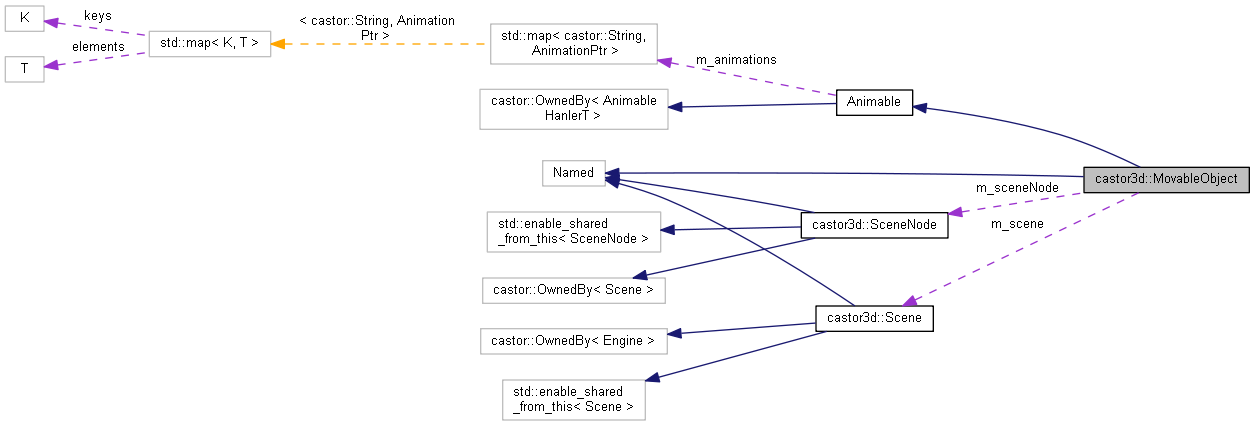 K
keys
< castor::String, Animation
Ptr >
elements
std::map< K, T >
T
std::map< castor::String,
AnimationPtr >
m_animations
castor::OwnedBy< Animable
HanlerT >
Animable
Named
castor3d::MovableObject
m_sceneNode
std::enable_shared
_from_this< SceneNode >
castor3d::SceneNode
m_scene
castor::OwnedBy< Scene >
castor3d::Scene
castor::OwnedBy< Engine >
std::enable_shared
_from_this< Scene >